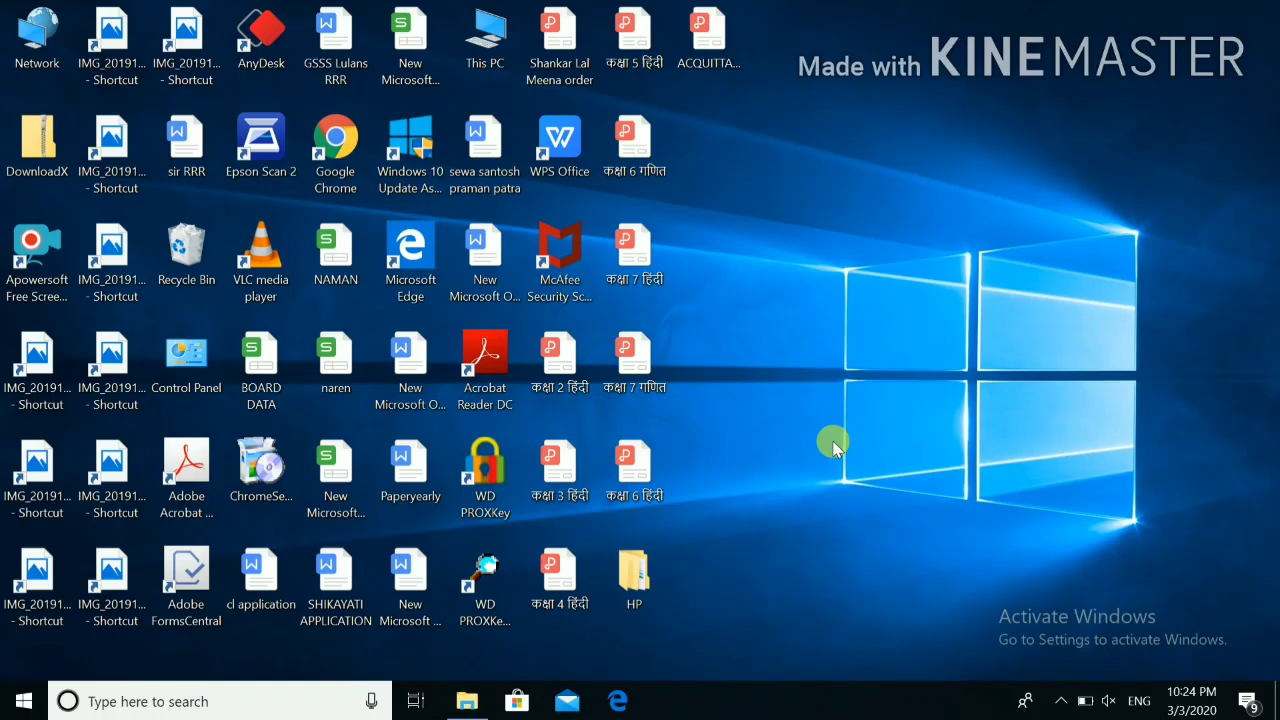 Made with KINEMASTER
Network
IMG_20191...
- Shortcut
IMG_20191...
- Shortcut
AnyDesk
GSSS Lulans
RRR
New
Microsoft...
This PC
Shankar Lal
Meena order
कक्षा 5 हिंदी
ACQUITTA...
DownloadX
IMG_20191...
- Shortcut
sir RRR
Epson Scan 2
Google
Chrome
Windows 10
Update As...
sewa santosh
praman patra
WPS Office
कक्षा 6 गणित
Apowersoft
Free Scree...
IMG_20191...
- Shortcut
Recycle Bin
VLC media
player
NAMAN
Microsoft
Edge
New
Microsoft O...
McAfee
Security Sc...
कक्षा 7 हिंदी
IMG_20191...
- Shortcut
IMG_20191...
- Shortcut
Control Panel
BOARD
DATA
naren
New
Microsoft O...
Acrobat
Reader DC
कक्षा 2 हिंदी
कक्षा 7 गणित
IMG_20191...
- Shortcut
IMG_20191...
- Shortcut
Adobe
Acrobat ...
ChromeSe...
New
Microsoft...
Paperyearly
WD
PROXKey
कक्षा 3 हिंदी
कक्षा 6 हिंदी
IMG_20191...
- Shortcut
IMG_20191...
- Shortcut
Adobe
FormsCentral
cl application
SHIKAYATI
APPLICATION
New
Microsoft ...
WD
PROXKe...
कक्षा 4 हिंदी
HP
Activate Windows
Go to Settings to activate Windows.
Type here to search
ENG
10:24 PM
3/3/2020
9